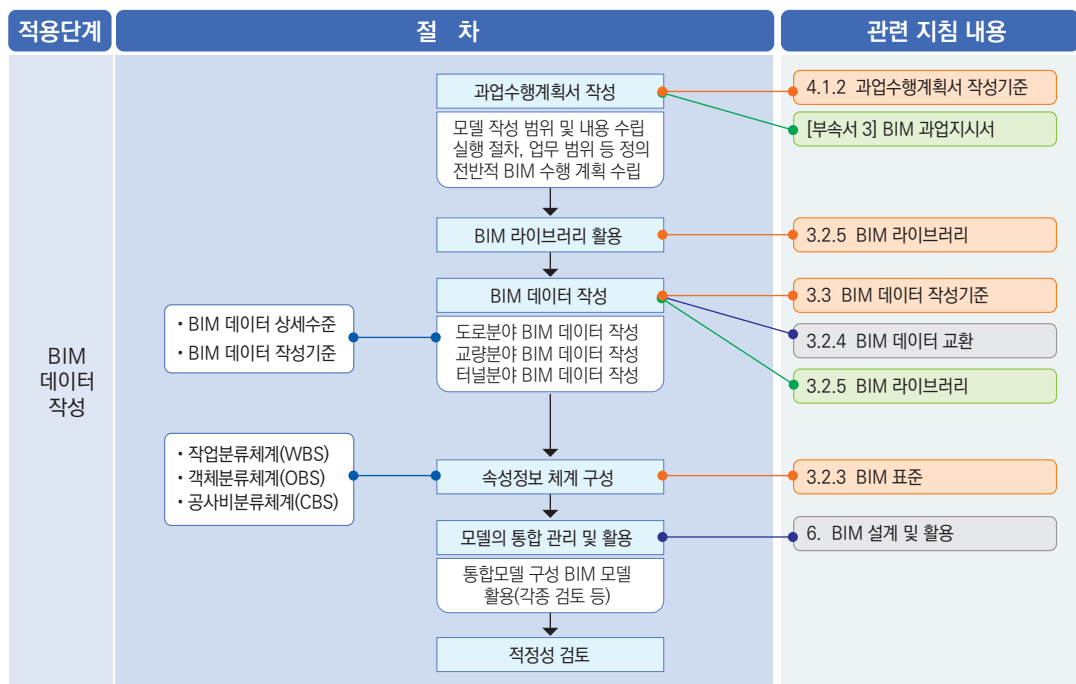 적용단계
절 차
관련 지침 내용
BIM
데이터
작성
과업수행계획서 작성
모델 작성 범위 및 내용 수립
실행 절차, 업무 범위 등 정의
전반적 BIM 수행 계획 수립
4.1.2 과업수행계획서 작성기준
[부속서 3] BIM 과업지시서
BIM 라이브러리 활용
3.2.5 BIM 라이브러리
BIM 데이터 작성
도로분야 BIM 데이터 작성
교량분야 BIM 데이터 작성
터널분야 BIM 데이터 작성
· BIM 데이터 상세수준
· BIM 데이터 작성기준
3.3 BIM 데이터 작성기준
3.2.4 BIM 데이터 교환
3.2.5 BIM 라이브러리
· 작업분류체계(WBS)
· 객체분류체계(OBS)
· 공사비분류체계(CBS)
속성정보 체계 구성
3.2.3 BIM 표준
모델의 통합 관리 및 활용
통합모델 구성 BIM 모델
활용(각종 검토 등)
6. BIM 설계 및 활용
적정성 검토